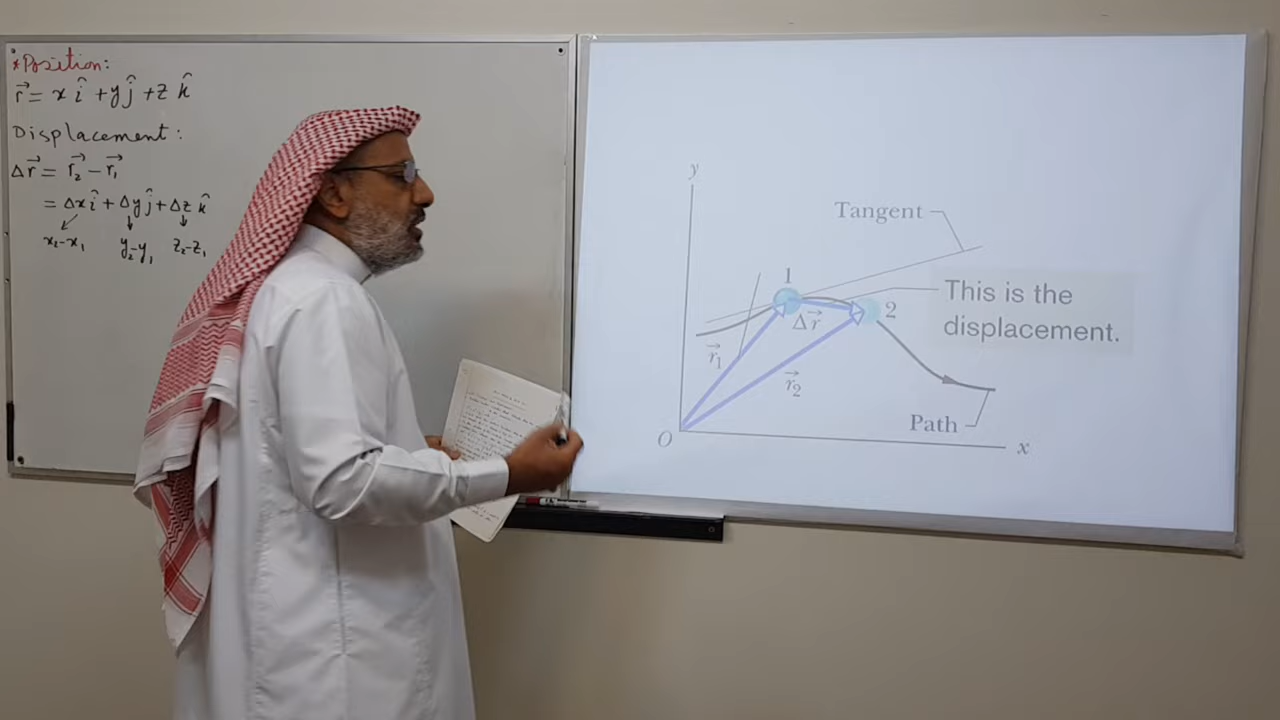 *Position:
r⃗ = x î + y ĵ + z k̂
Displacement:
Δr⃗ = r⃗₂ − r⃗₁
= Δx î + Δy ĵ + Δz k̂
x₂−x₁ y₂−y₁ z₂−z₁
y
Tangent
1
This is the
displacement.
2
Δr⃗
r⃗₁
r⃗₂
Path
O
x